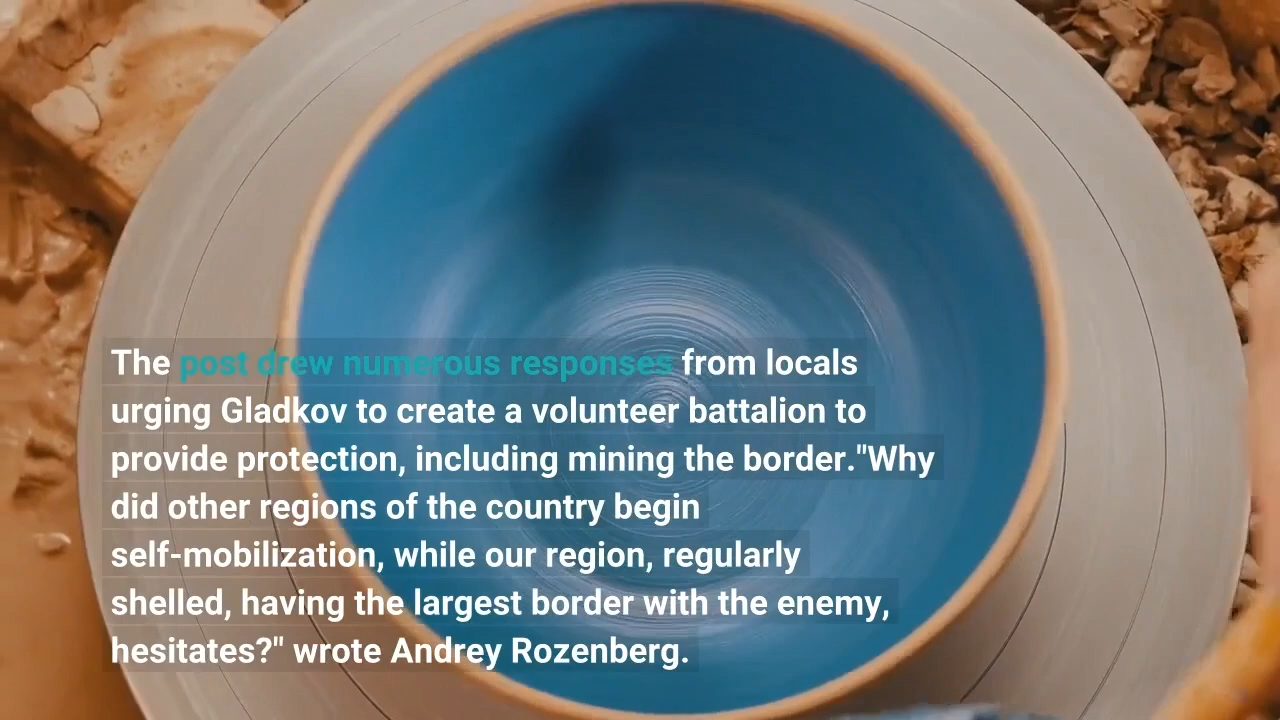 The post drew numerous responses from locals
urging Gladkov to create a volunteer battalion to
provide protection, including mining the border."Why
did other regions of the country begin
self-mobilization, while our region, regularly
shelled, having the largest border with the enemy,
hesitates?" wrote Andrey Rozenberg.